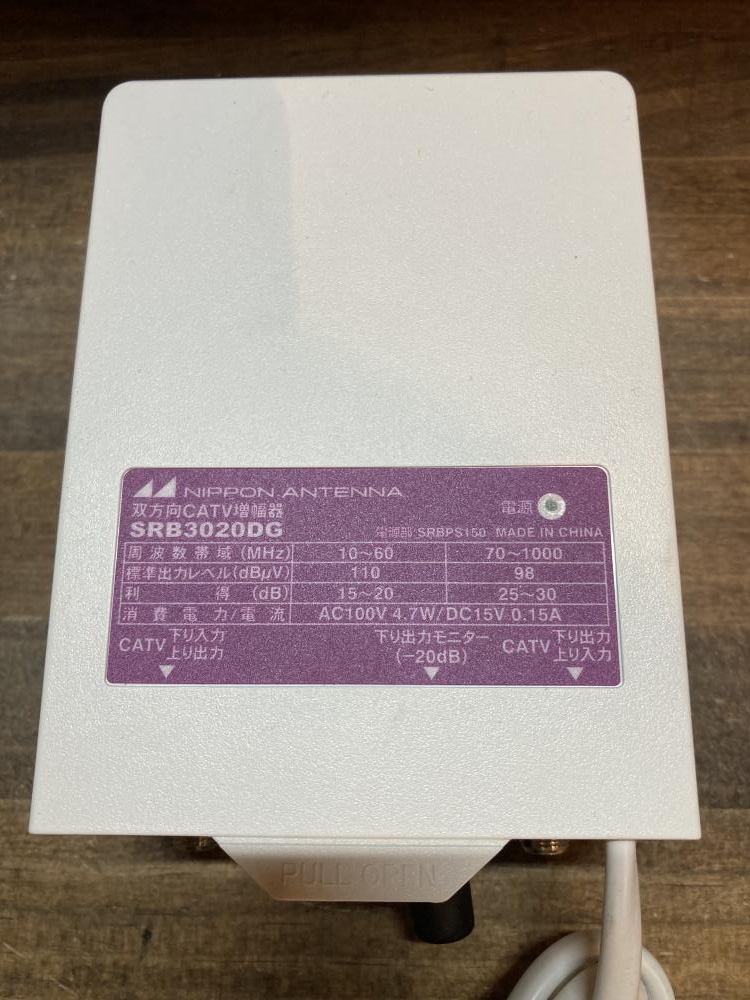 NIPPON ANTENNA
双方向CATV増幅器
電源
SRB3020DG
電源部 SRBPS150 MADE IN CHINA
周波数帯域(MHz) 10~60 70~1000
標準出力レベル(dBμV) 110 98
利得(dB) 15~20 25~30
消費電力/電流 AC100V 4.7W/DC15V 0.15A
CATV 下り入力
上り出力
下り出力モニター
(-20dB)
CATV 下り出力
上り入力
PULL OPEN